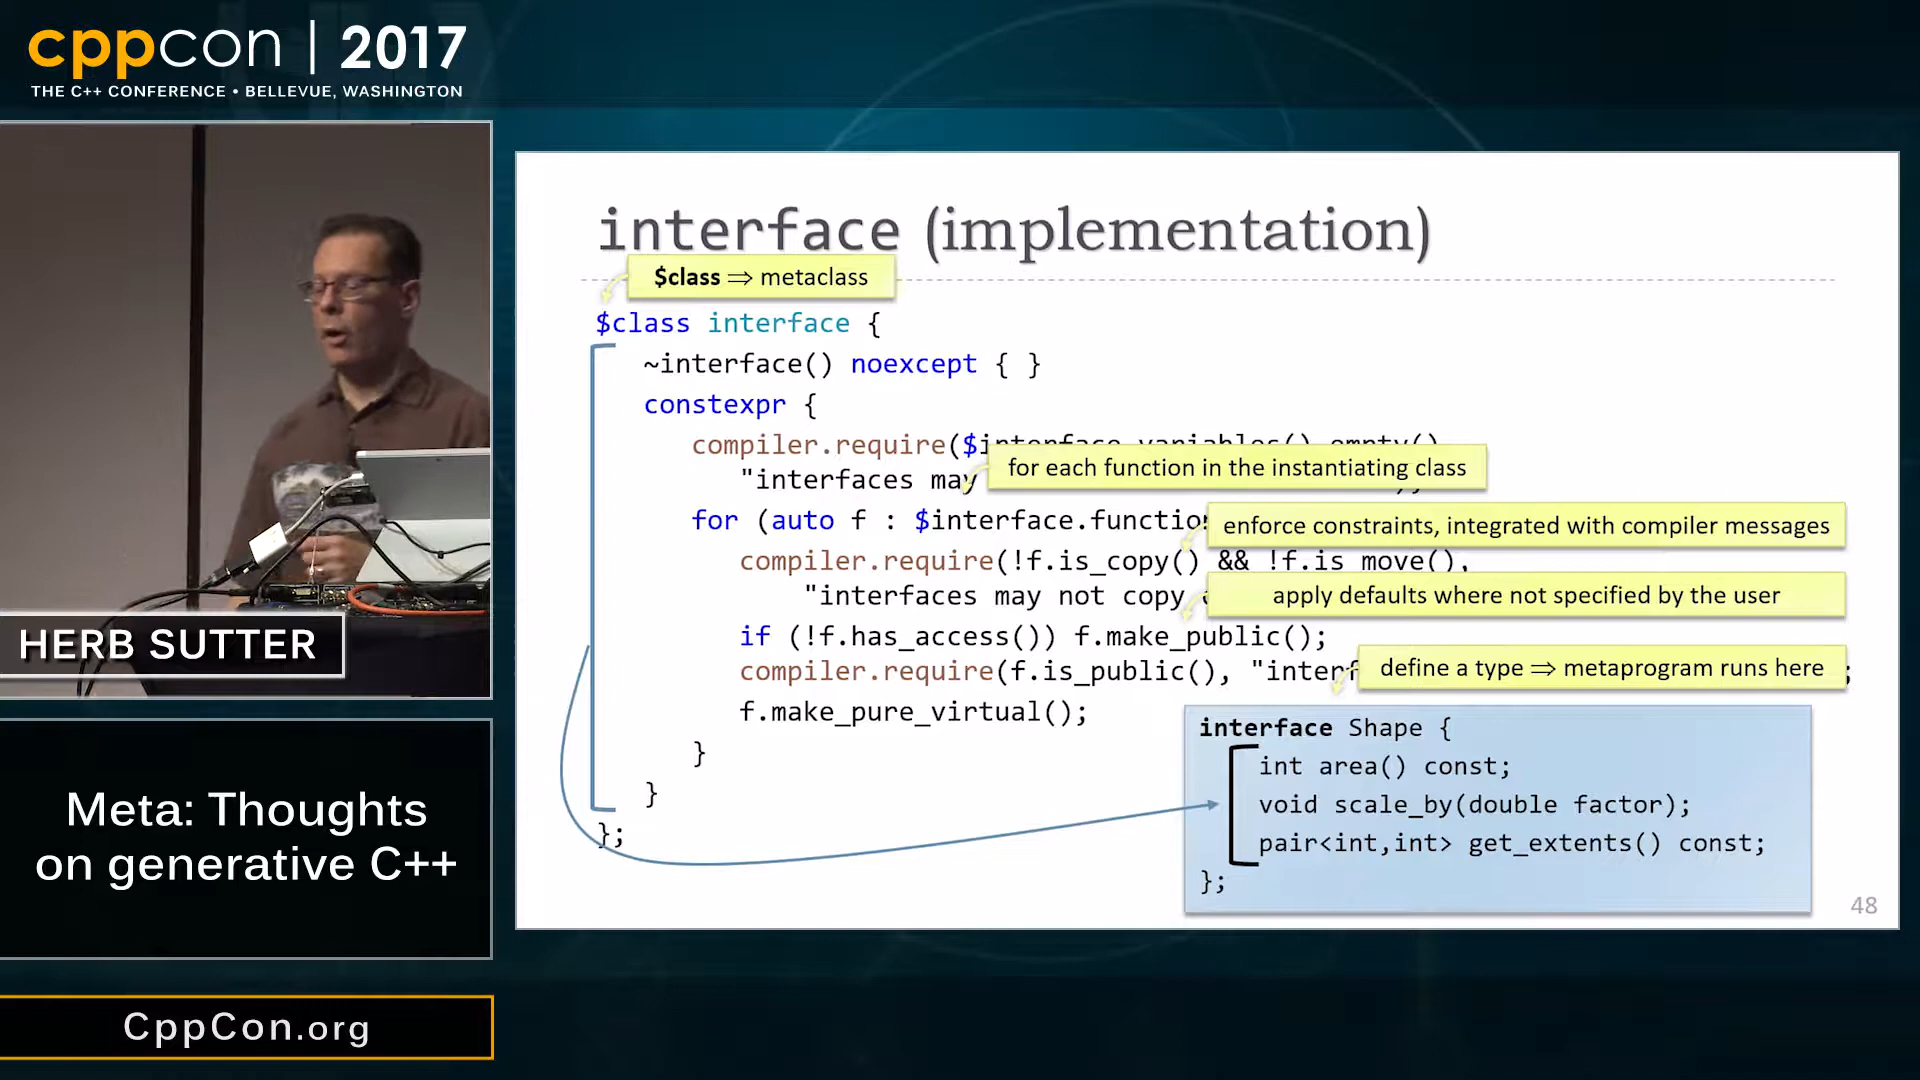 cppcon | 2017
THE C++ CONFERENCE • BELLEVUE, WASHINGTON
HERB SUTTER
Meta: Thoughts
on generative C++
CppCon.org
interface (implementation)
$class ⇒ metaclass
$class interface {
~interface() noexcept { }
constexpr {
compiler.require($interface.variables().empty(),
for each function in the instantiating class
"interfaces may
for (auto f : $interface.functio
enforce constraints, integrated with compiler messages
compiler.require(!f.is_copy() && !f.is_move(),
"interfaces may not copy
apply defaults where not specified by the user
if (!f.has_access()) f.make_public();
compiler.require(f.is_public(), "interf
define a type ⇒ metaprogram runs here
f.make_pure_virtual();
}
}
};
interface Shape {
int area() const;
void scale_by(double factor);
pair<int,int> get_extents() const;
};
48